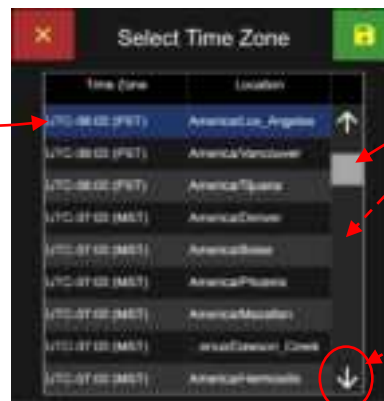 Select Time Zone
Time Zone Location
UTC-08:00 (PST) America/Los_Angeles
UTC-08:00 (PST) America/Vancouver
UTC-08:00 (PST) America/Tijuana
UTC-07:00 (MST) America/Denver
UTC-07:00 (MST) America/Boise
UTC-07:00 (MST) America/Phoenix
UTC-07:00 (MST) America/Mazatlan
UTC-07:00 (MST) erica/Dawson_Creek
UTC-07:00 (MST) America/Hermosillo